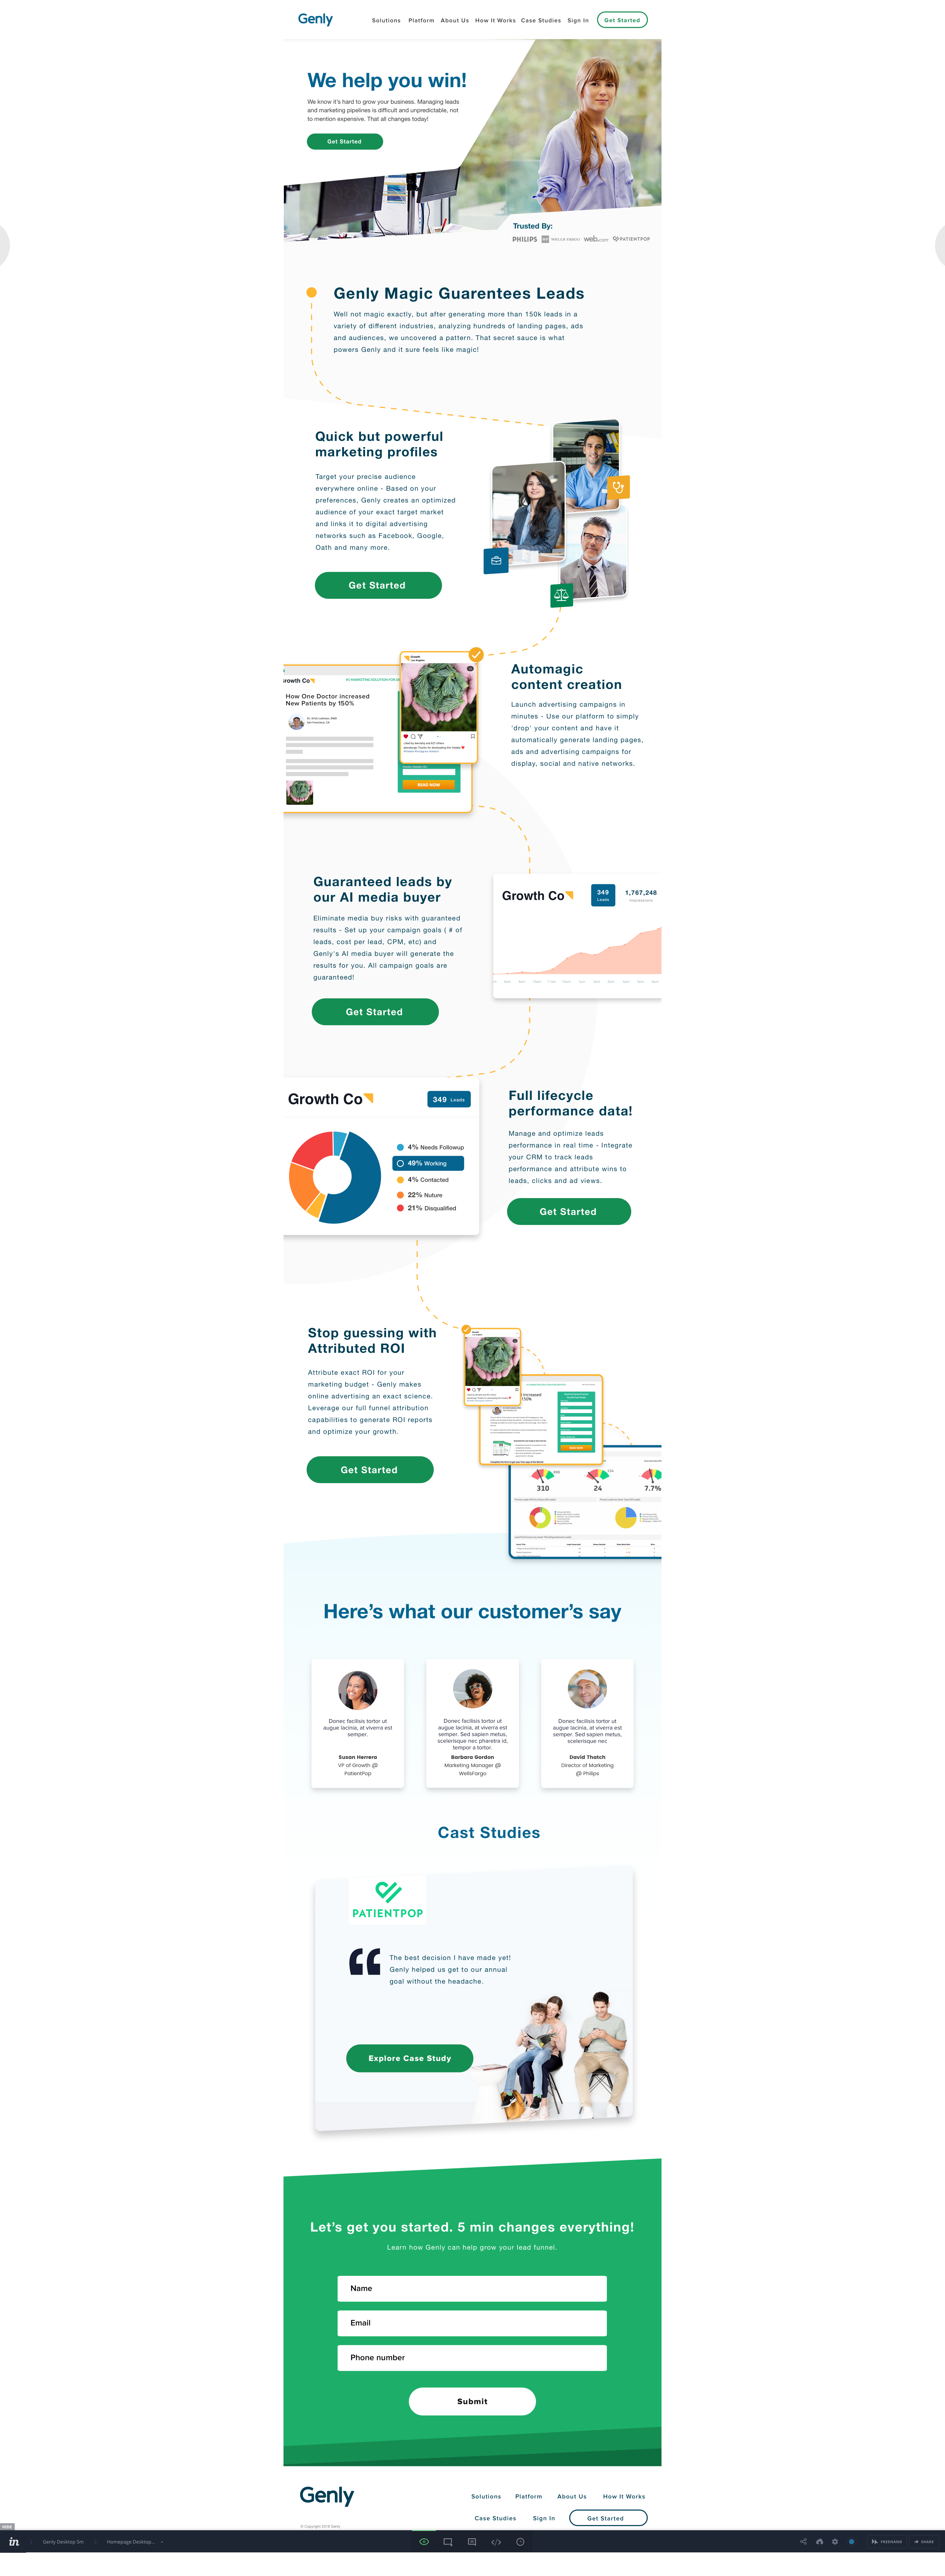 Genly
Solutions Platform About Us How It Works Case Studies Sign In Get Started
We help you win!
We know it's hard to grow your business. Managing leads
and marketing pipelines is difficult and unpredictable, not
to mention expensive. That all changes today!
Get Started
Trusted By:
PHILIPS WELLS FARGO web.com PATIENTPOP
Genly Magic Guarentees Leads
Well not magic exactly, but after generating more than 150k leads in a
variety of different industries, analyzing hundreds of landing pages, ads
and audiences, we uncovered a pattern. That secret sauce is what
powers Genly and it sure feels like magic!
Quick but powerful
marketing profiles
Target your precise audience
everywhere online - Based on your
preferences, Genly creates an optimized
audience of your exact target market
and links it to digital advertising
networks such as Facebook, Google,
Oath and many more.
Get Started
Growth
Los Angeles
rowth Co
#1 MARKETING SOLUTION FOR
How One Doctor increased
New Patients by 150%
READ NOW
Automagic
content creation
Launch advertising campaigns in
minutes - Use our platform to simply
'drop' your content and have it
automatically generate landing pages,
ads and advertising campaigns for
display, social and native networks.
Guaranteed leads by
our AI media buyer
Eliminate media buy risks with guaranteed
results - Set up your campaign goals ( # of
leads, cost per lead, CPM, etc) and
Genly's AI media buyer will generate the
results for you. All campaign goals are
guaranteed!
Get Started
Growth Co
349
Leads
1,767,248
Impressions
Growth Co
349 Leads
4% Needs Followup
49% Working
4% Contacted
22% Nuture
21% Disqualified
Full lifecycle
performance data!
Manage and optimize leads
performance in real time - Integrate
your CRM to track leads
performance and attribute wins to
leads, clicks and ad views.
Get Started
Stop guessing with
Attributed ROI
Attribute exact ROI for your
marketing budget - Genly makes
online advertising an exact science.
Leverage our full funnel attribution
capabilities to generate ROI reports
and optimize your growth.
Get Started
increased
50%
310 24 7.7%
Here's what our customer's say
Donec facilisis tortor ut
augue lacinia, at viverra est
semper.
Susan Herrera
VP of Growth @
PatientPop
Donec facilisis tortor ut
augue lacinia, at viverra est
semper. Sed sapien metus,
scelerisque nec pharetra id,
tempor a tortor.
Barbara Gordon
Marketing Manager @
WellsFargo
Donec facilisis tortor ut
augue lacinia, at viverra est
semper. Sed sapien metus,
scelerisque nec
David Thatch
Director of Marketing
@ Philips
Cast Studies
PATIENTPOP
“ The best decision I have made yet!
Genly helped us get to our annual
goal without the headache.
Explore Case Study
Let's get you started. 5 min changes everything!
Learn how Genly can help grow your lead funnel.
Name
Email
Phone number
Submit
Genly
Solutions Platform About Us How It Works
Case Studies Sign In Get Started
© Copyright 2018 Genly
HIDE
in Genly Desktop Sm Homepage Desktop... FREEHAND SHARE